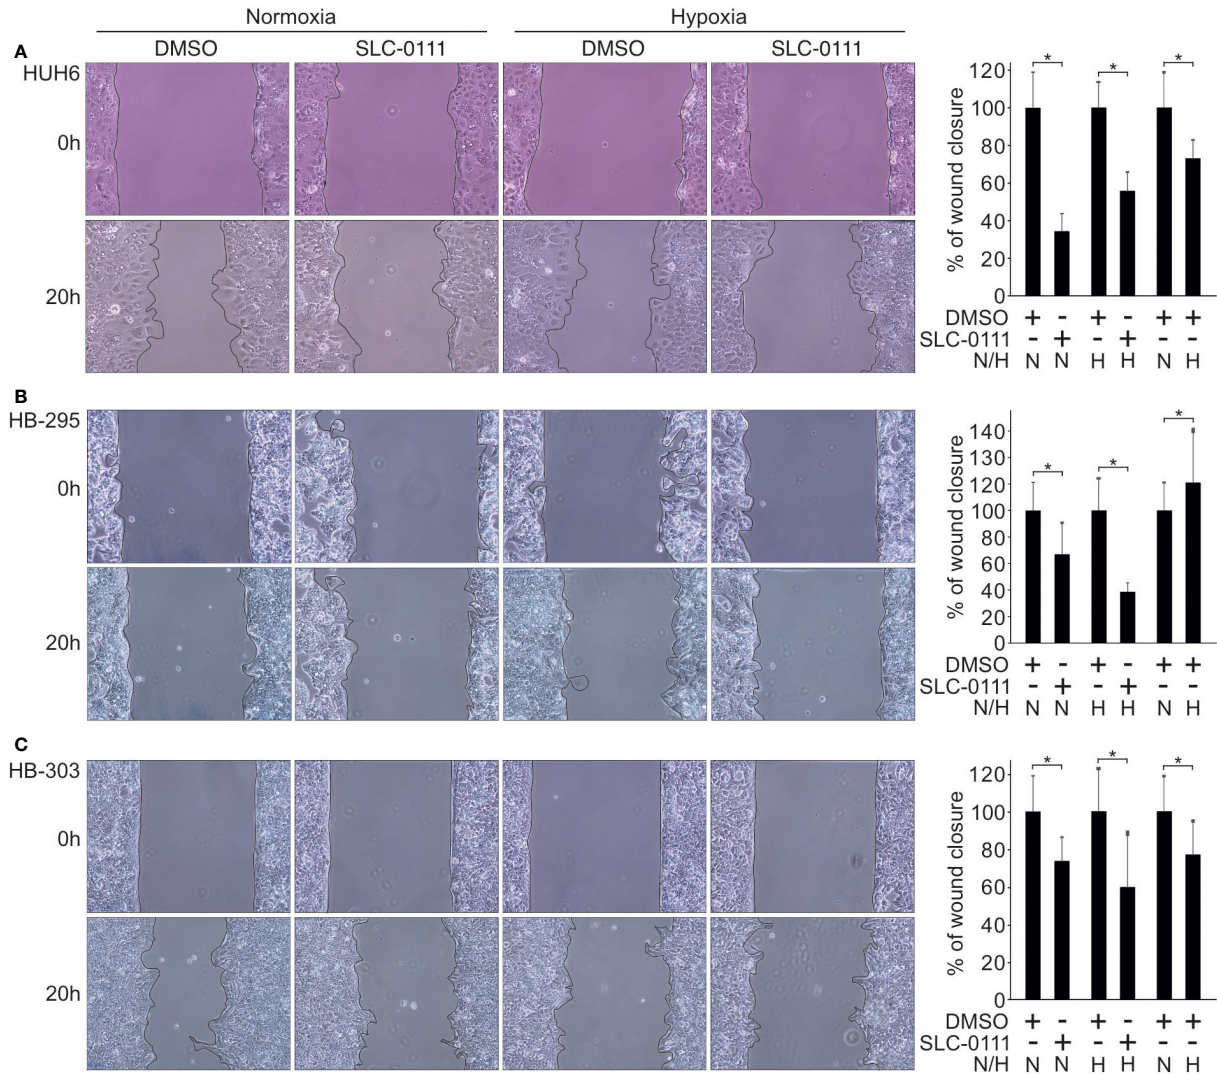 Normoxia Hypoxia
A DMSO SLC-0111 DMSO SLC-0111
HUH6
0h
20h
% of wound closure
120
100
80
60
40
20
0
* * *
DMSO + - + - + +
SLC-0111 - + - + - -
N/H N N H H N H
B
HB-295
0h
20h
% of wound closure
140
130
120
100
80
60
40
20
0
* * *
DMSO + - + - + +
SLC-0111 - + - + - -
N/H N N H H N H
C
HB-303
0h
20h
% of wound closure
120
100
80
60
40
20
0
* * *
DMSO + - + - + +
SLC-0111 - + - + - -
N/H N N H H N H